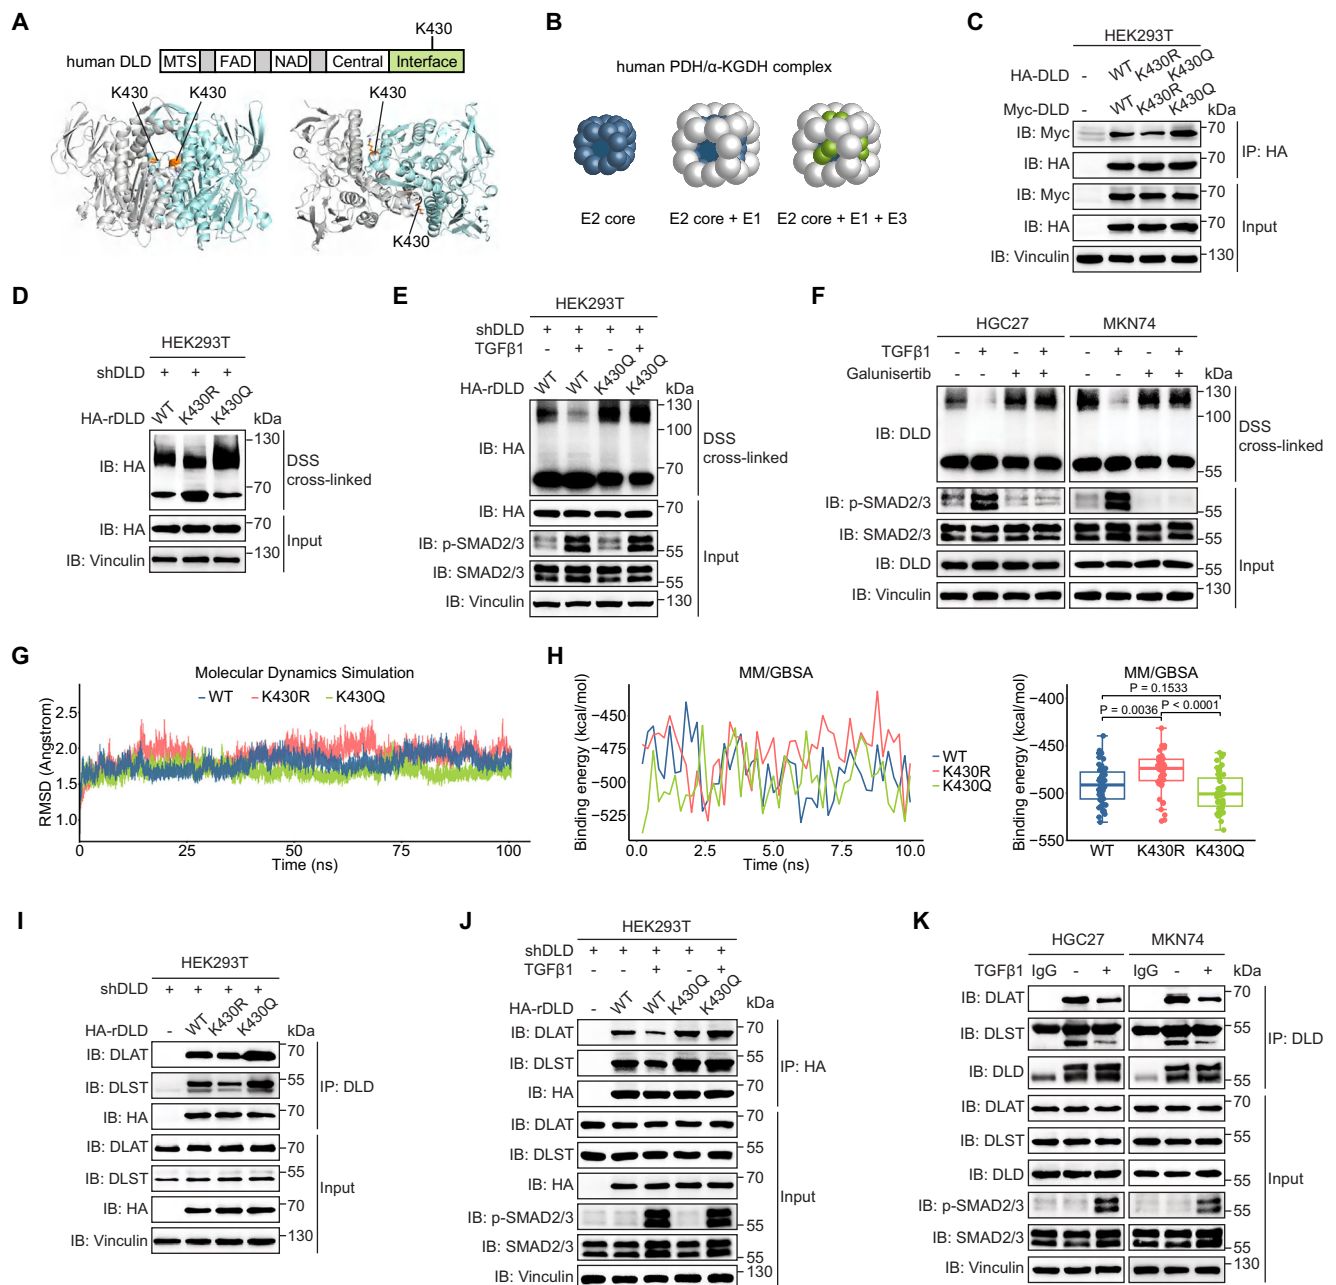 A
K430
human DLD MTS FAD NAD Central Interface
K430 K430 K430
K430
B
human PDH/α-KGDH complex
E2 core E2 core + E1 E2 core + E1 + E3
C
HEK293T
HA-DLD - WT K430R K430Q
Myc-DLD - WT K430R K430Q kDa
IB: Myc 70
IB: HA 70
IP: HA
IB: Myc 70
IB: HA 70
Input
IB: Vinculin 130
D
HEK293T
shDLD + + +
HA-rDLD WT K430R K430Q kDa
130
IB: HA
70
DSS
cross-linked
IB: HA 70
Input
IB: Vinculin 130
E
HEK293T
shDLD + + + +
TGFβ1 - + - +
HA-rDLD WT WT K430Q K430Q kDa
130
100
IB: HA
70
DSS
cross-linked
IB: HA 70
IB: p-SMAD2/3 55
Input
IB: SMAD2/3 55
IB: Vinculin 130
F
HGC27 MKN74
TGFβ1 - + - + - + - +
Galunisertib - - + + - - + + kDa
130
100
IB: DLD
55
DSS
cross-linked
IB: p-SMAD2/3 55
IB: SMAD2/3 55
IB: DLD 55
Input
IB: Vinculin 130
G
Molecular Dynamics Simulation
WT K430R K430Q
RMSD (Angstrom)
2.5
2.0
1.5
1.0
0 25 50 75 100
Time (ns)
H
MM/GBSA
Binding energy (kcal/mol)
−450
−475
−500
−525
0.0 2.5 5.0 7.5 10.0
Time (ns)
WT
K430R
K430Q
MM/GBSA
Binding energy (kcal/mol)
−400
−450
−500
−550
P = 0.1533
P = 0.0036 P < 0.0001
WT K430R K430Q
I
HEK293T
shDLD + + + +
HA-rDLD - WT K430R K430Q kDa
IB: DLAT 70
IB: DLST 55
IP: DLD
IB: HA 70
IB: DLAT 70
IB: DLST 55
Input
IB: HA 70
IB: Vinculin 130
J
HEK293T
shDLD + + + + +
TGFβ1 - - + - +
HA-rDLD - WT WT K430Q K430Q kDa
IB: DLAT 70
IB: DLST 55
IP: HA
IB: HA 70
IB: DLAT 70
IB: DLST 55
IB: HA 70
Input
IB: p-SMAD2/3 55
IB: SMAD2/3 55
IB: Vinculin 130
K
HGC27 MKN74
TGFβ1 IgG - + IgG - + kDa
IB: DLAT 70
IB: DLST 55
IP: DLD
IB: DLD 55
IB: DLAT 70
IB: DLST 55
IB: DLD 55
Input
IB: p-SMAD2/3 55
IB: SMAD2/3 55
IB: Vinculin 130